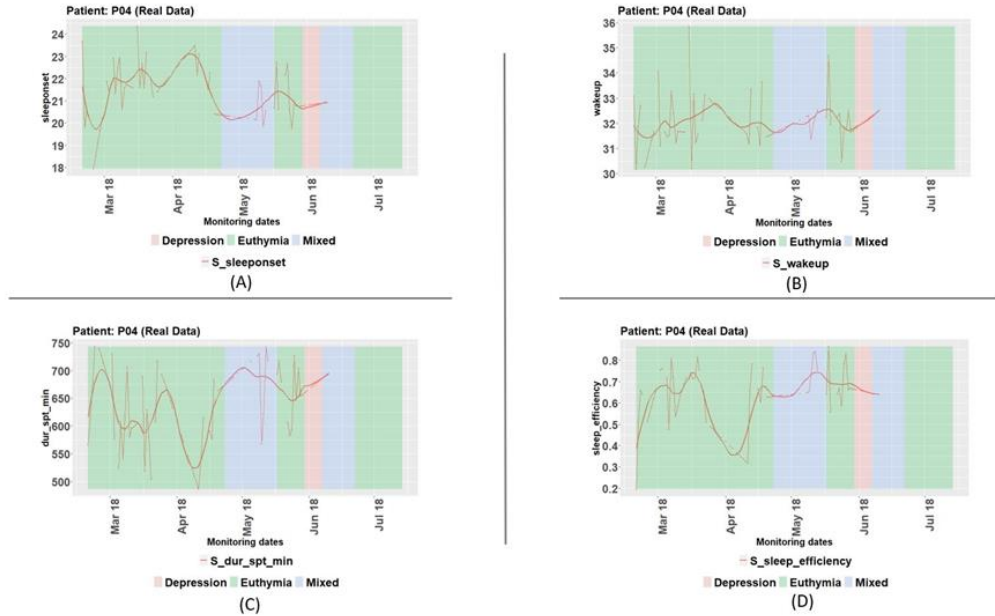 Patient: P04 (Real Data)
24
23
22
21
20
19
18
sleeponset
Mar 18
Apr 18
May 18
Jun 18
Jul 18
Monitoring dates
Depression Euthymia Mixed
S_sleeponset
(A)
Patient: P04 (Real Data)
36
35
34
33
32
31
30
wakeup
Mar 18
Apr 18
May 18
Jun 18
Jul 18
Monitoring dates
Depression Euthymia Mixed
S_wakeup
(B)
Patient: P04 (Real Data)
750
700
650
600
550
500
dur_spt_min
Mar 18
Apr 18
May 18
Jun 18
Jul 18
Monitoring dates
S_dur_spt_min
Depression Euthymia Mixed
(C)
Patient: P04 (Real Data)
0.8
0.7
0.6
0.5
0.4
0.3
0.2
sleep_efficiency
Mar 18
Apr 18
May 18
Jun 18
Jul 18
Monitoring dates
S_sleep_efficiency
Depression Euthymia Mixed
(D)